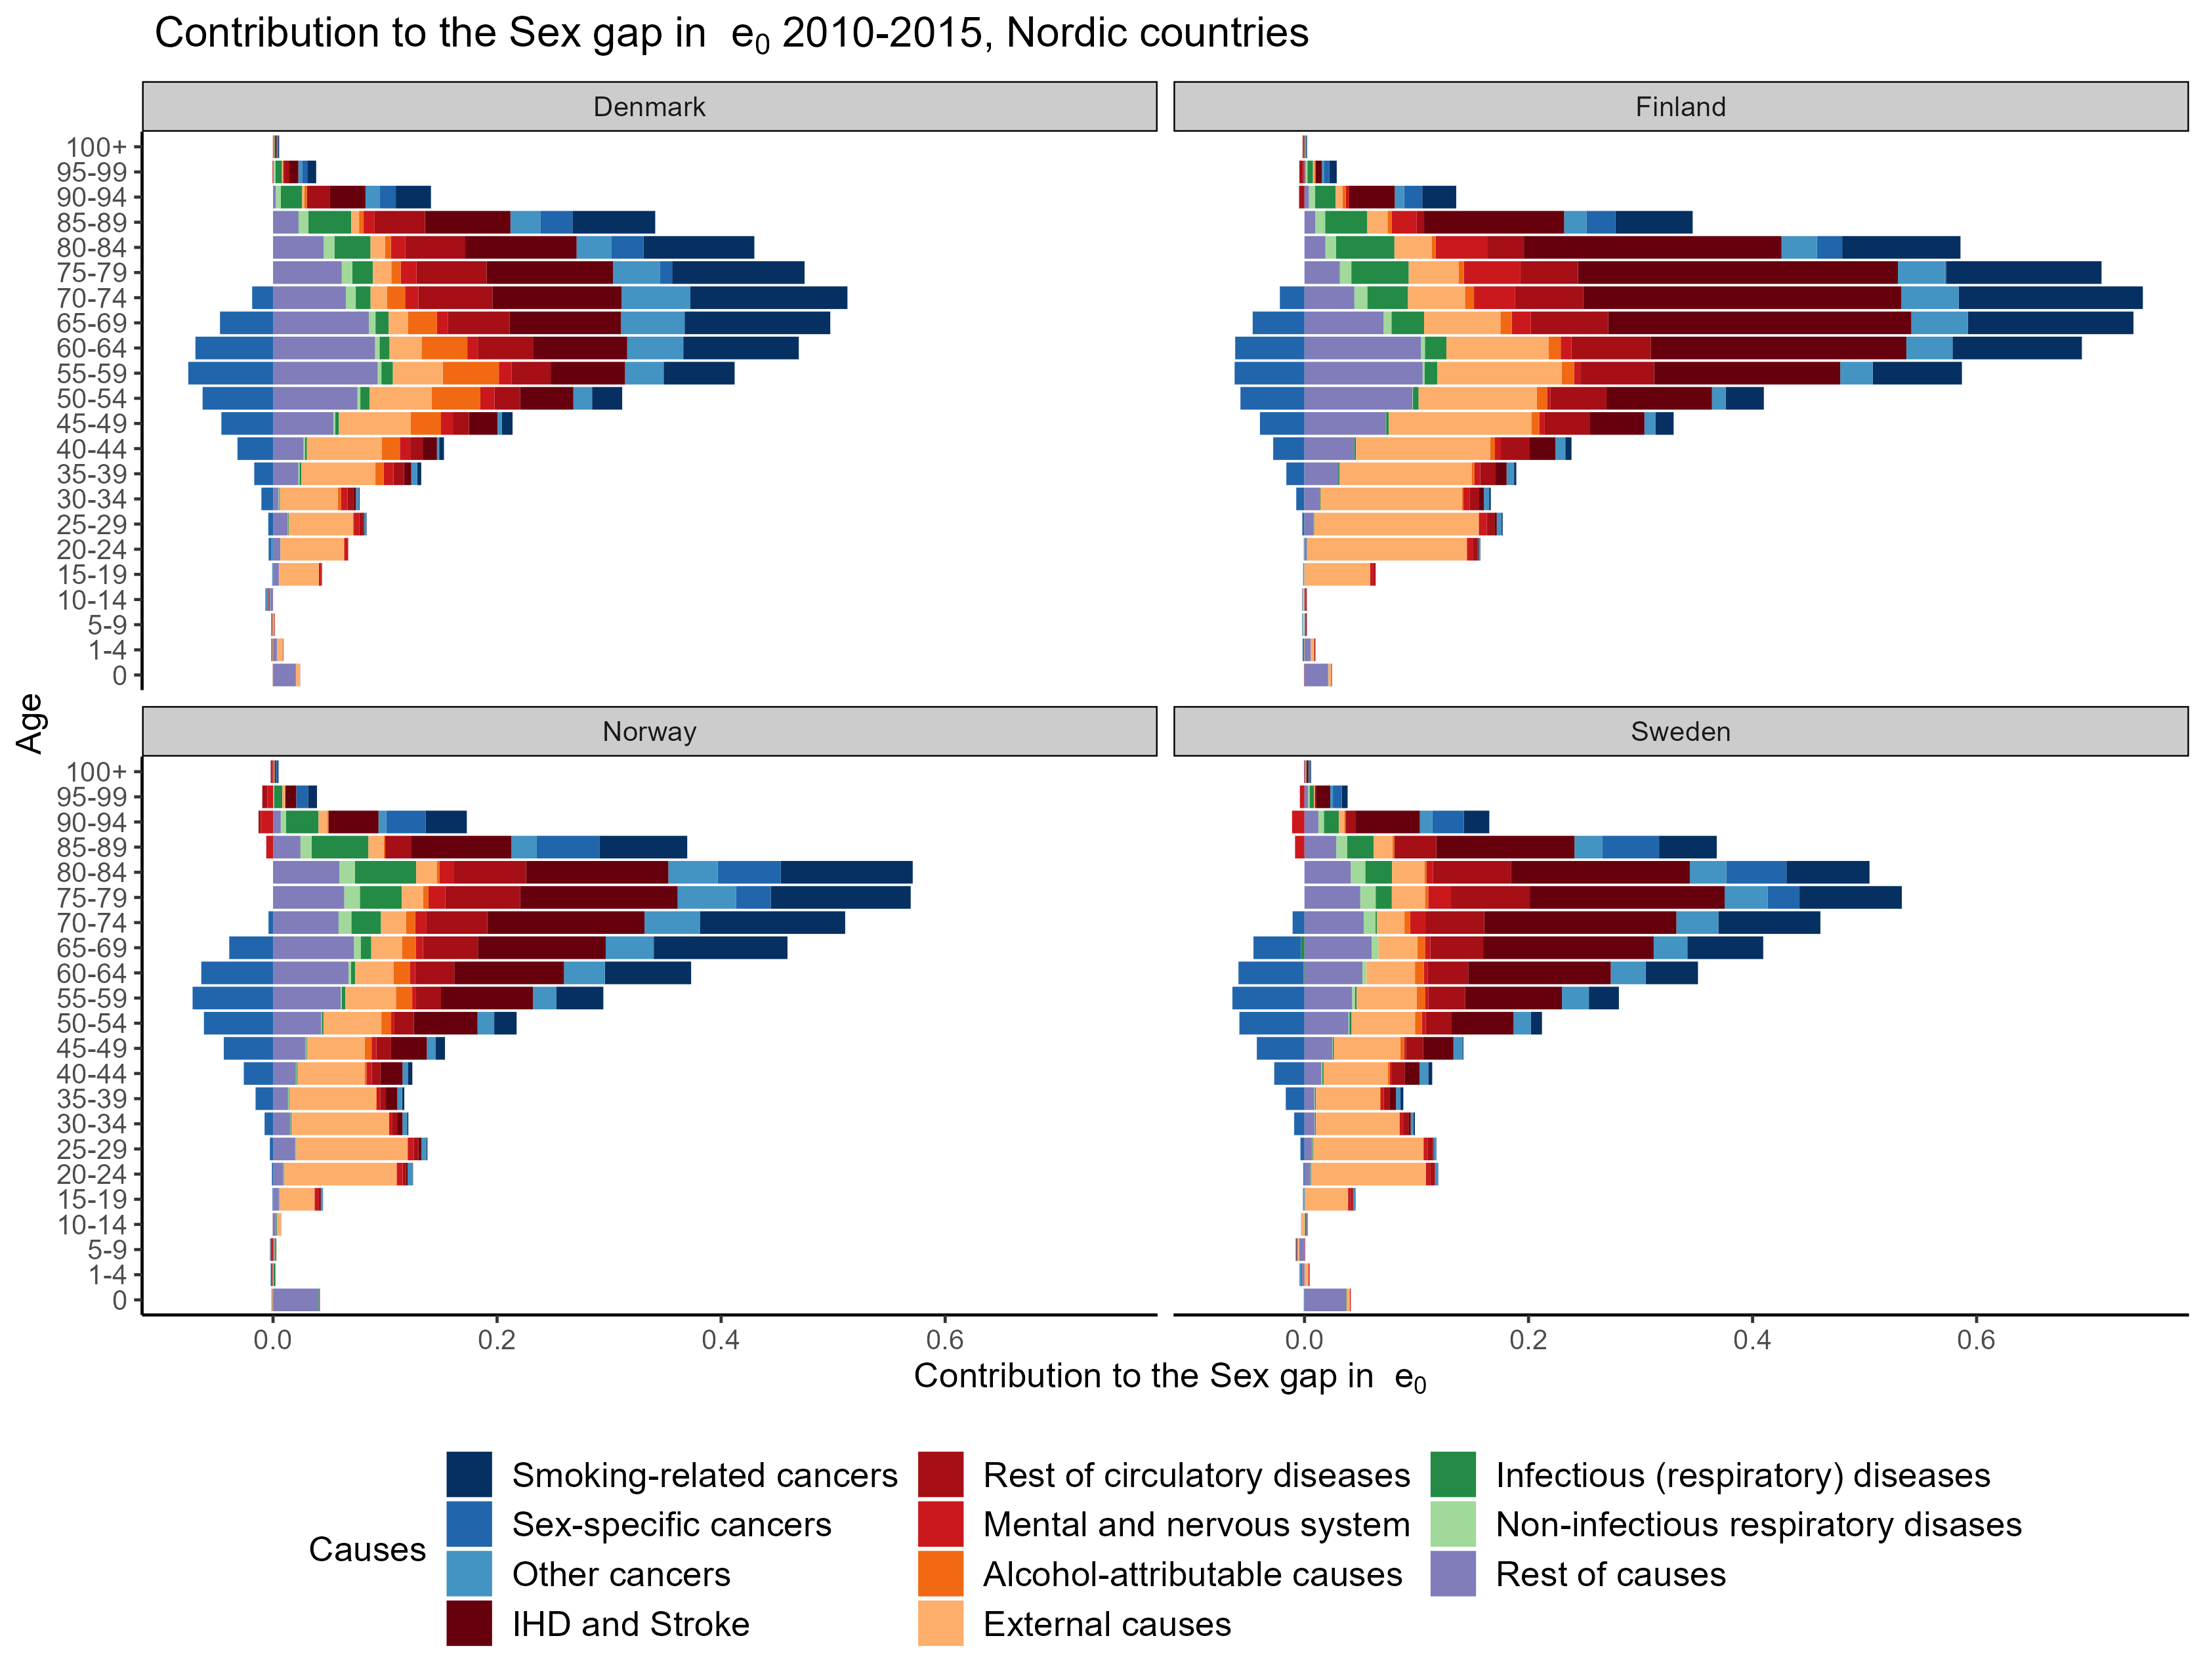 Contribution to the Sex gap in e0 2010-2015, Nordic countries
Denmark
Finland
100+
95-99
90-94
85-89
80-84
75-79
70-74
65-69
60-64
55-59
50-54
45-49
40-44
35-39
30-34
25-29
20-24
15-19
10-14
5-9
1-4
0
Age
Norway
Sweden
100+
95-99
90-94
85-89
80-84
75-79
70-74
65-69
60-64
55-59
50-54
45-49
40-44
35-39
30-34
25-29
20-24
15-19
10-14
5-9
1-4
0
0.0 0.2 0.4 0.6
0.0 0.2 0.4 0.6
Contribution to the Sex gap in e0
Causes
Smoking-related cancers
Sex-specific cancers
Other cancers
IHD and Stroke
Rest of circulatory diseases
Mental and nervous system
Alcohol-attributable causes
External causes
Infectious (respiratory) diseases
Non-infectious respiratory disases
Rest of causes